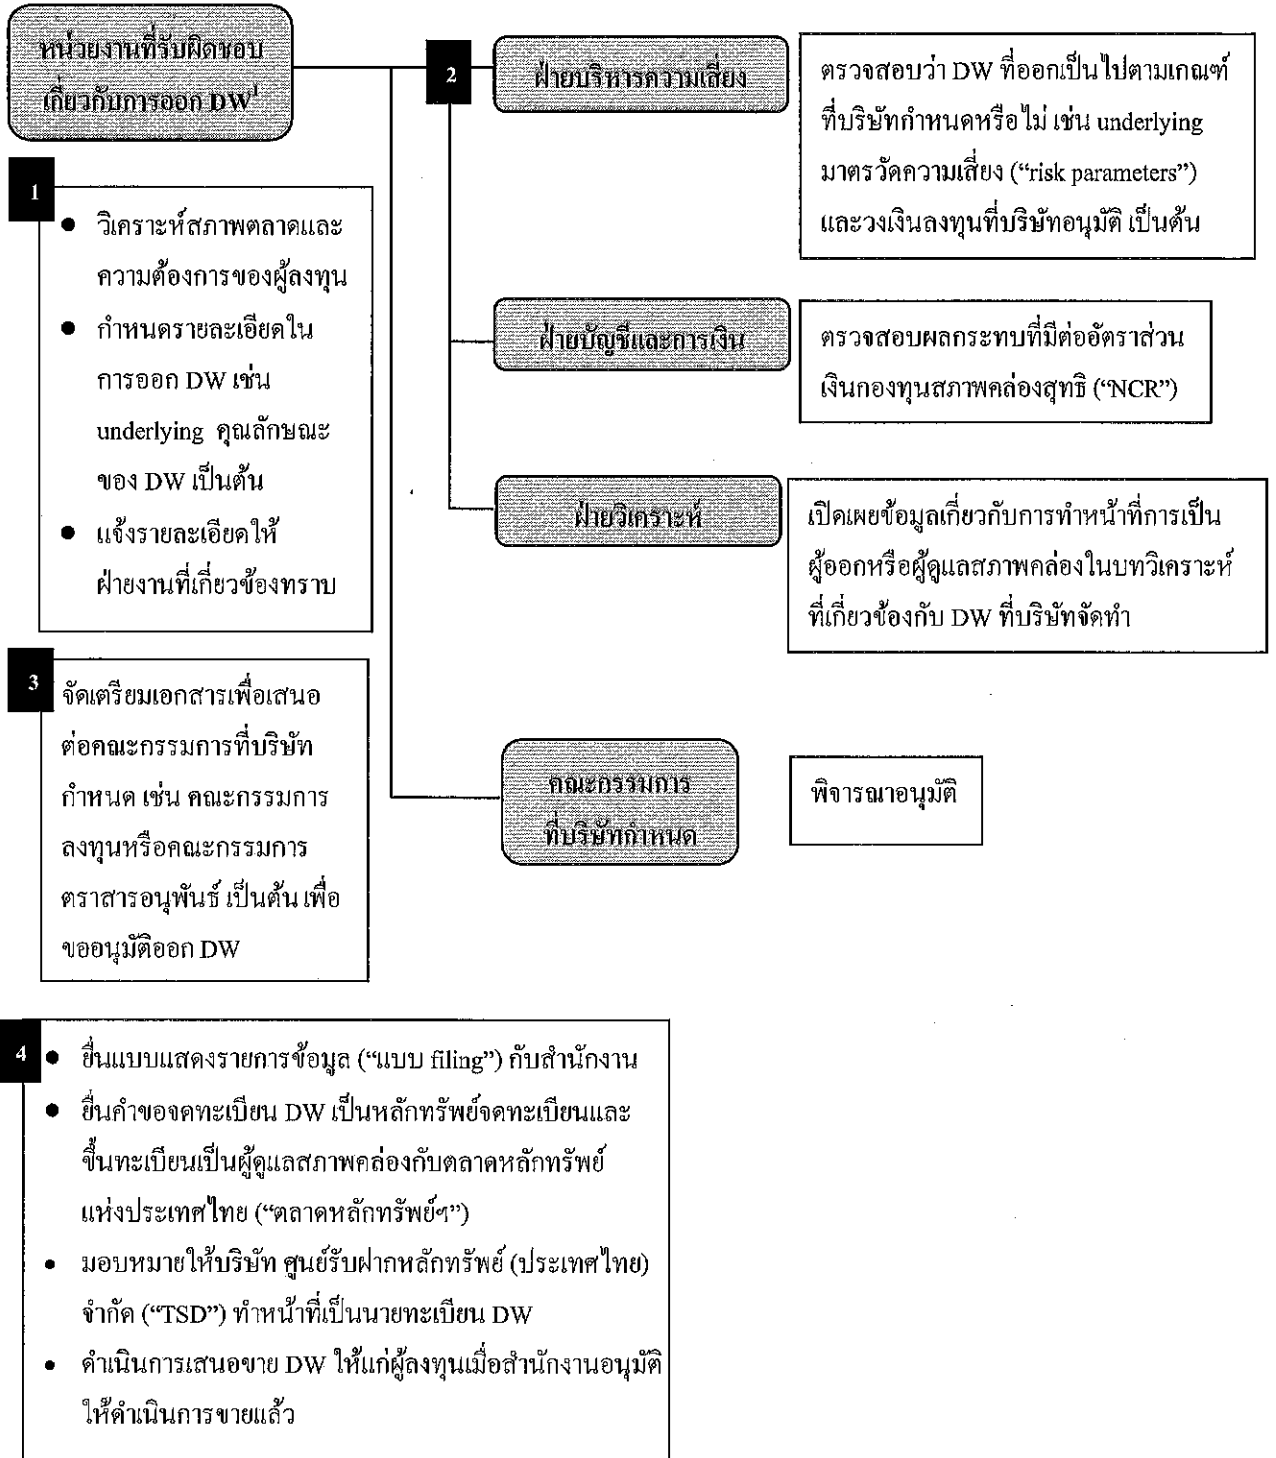 หน่วยงานที่รับผิดชอบ
เกี่ยวกับการออก DW¹
1
● วิเคราะห์สภาพตลาดและ
ความต้องการของผู้ลงทุน
● กำหนดรายละเอียดใน
การออก DW เช่น
underlying คุณลักษณะ
ของ DW เป็นต้น
● แจ้งรายละเอียดให้
ฝ่ายงานที่เกี่ยวข้องทราบ
2
ฝ่ายบริหารความเสี่ยง
ตรวจสอบว่า DW ที่ออกเป็นไปตามเกณฑ์
ที่บริษัทกำหนดหรือไม่ เช่น underlying
มาตรวัดความเสี่ยง (“risk parameters”)
และวงเงินลงทุนที่บริษัทอนุมัติ เป็นต้น
ฝ่ายบัญชีและการเงิน
ตรวจสอบผลกระทบที่มีต่ออัตราส่วน
เงินกองทุนสภาพคล่องสุทธิ (“NCR”)
ฝ่ายวิเคราะห์
เปิดเผยข้อมูลเกี่ยวกับการทำหน้าที่การเป็น
ผู้ออกหรือผู้ดูแลสภาพคล่องในบทวิเคราะห์
ที่เกี่ยวข้องกับ DW ที่บริษัทจัดทำ
3
จัดเตรียมเอกสารเพื่อเสนอ
ต่อคณะกรรมการที่บริษัท
กำหนด เช่น คณะกรรมการ
ลงทุนหรือคณะกรรมการ
ตราสารอนุพันธ์ เป็นต้น เพื่อ
ขออนุมัติออก DW
คณะกรรมการ
ที่บริษัทกำหนด
พิจารณาอนุมัติ
4
● ยื่นแบบแสดงรายการข้อมูล (“แบบ filing”) กับสำนักงาน
● ยื่นคำขอจดทะเบียน DW เป็นหลักทรัพย์จดทะเบียนและ
ขึ้นทะเบียนเป็นผู้ดูแลสภาพคล่องกับตลาดหลักทรัพย์
แห่งประเทศไทย (“ตลาดหลักทรัพย์ฯ”)
● มอบหมายให้บริษัท ศูนย์รับฝากหลักทรัพย์ (ประเทศไทย)
จำกัด (“TSD”) ทำหน้าที่เป็นนายทะเบียน DW
● ดำเนินการเสนอขาย DW ให้แก่ผู้ลงทุนเมื่อสำนักงานอนุมัติ
ให้ดำเนินการขายแล้ว